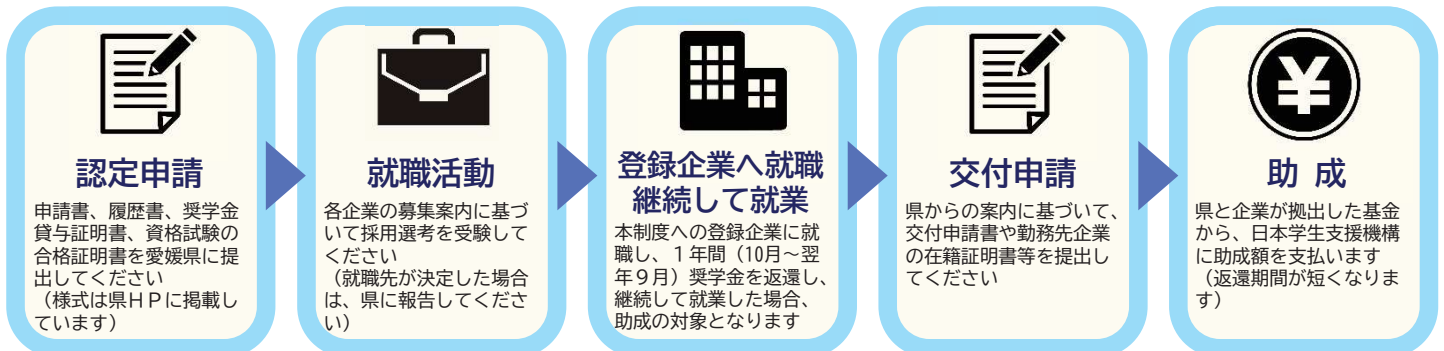 認定申請
申請書、履歴書、奨学金
貸与証明書、資格試験の
合格証明書を愛媛県に提
出してください
（様式は県ＨＰに掲載し
ています）
就職活動
各企業の募集案内に基づ
いて採用選考を受験して
ください
（就職先が決定した場合
は、県に報告してくださ
い）
登録企業へ就職
継続して就業
本制度への登録企業に就
職し、１年間（10月～翌
年９月）奨学金を返還し、
継続して就業した場合、
助成の対象となります
交付申請
県からの案内に基づいて、
交付申請書や勤務先企業
の在籍証明書等を提出し
てください
¥
助 成
県と企業が拠出した基金
から、日本学生支援機構
に助成額を支払います
（返還期間が短くなりま
す）